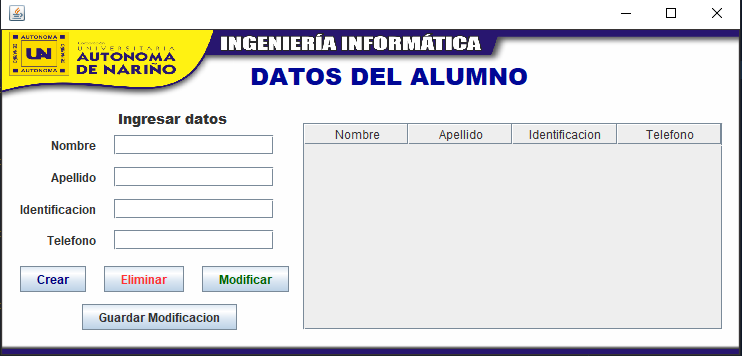 AUTONOMA
UN
AUTONOMA
UNIVERSITARIA
AUTONOMA
DE NARIÑO
INGENIERÍA INFORMÁTICA
DATOS DEL ALUMNO
Ingresar datos
Nombre
Apellido
Identificacion
Telefono
Crear Eliminar Modificar
Guardar Modificacion
Nombre Apellido Identificacion Telefono